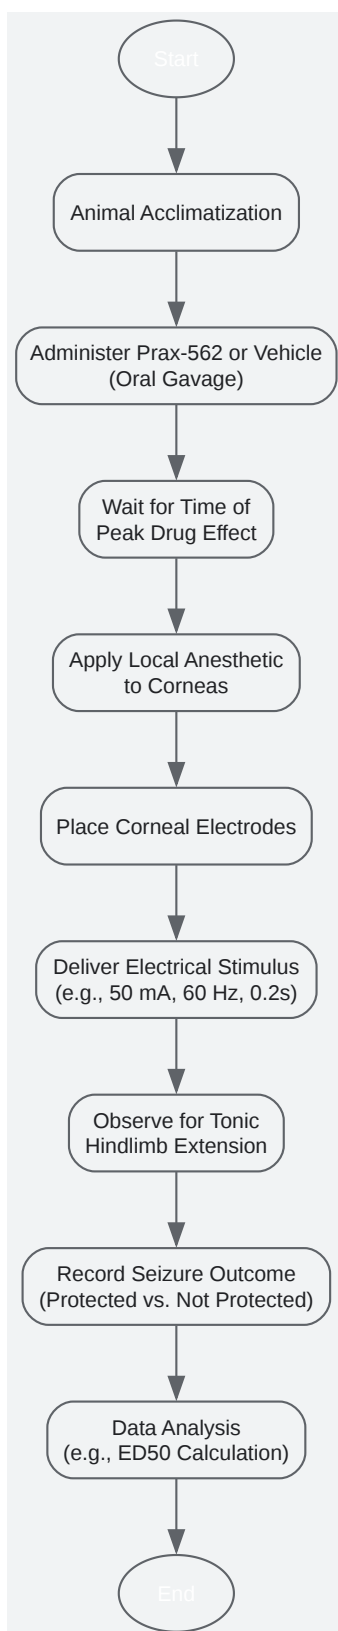 Start
Animal Acclimatization
Administer Prax-562 or Vehicle
(Oral Gavage)
Wait for Time of
Peak Drug Effect
Apply Local Anesthetic
to Corneas
Place Corneal Electrodes
Deliver Electrical Stimulus
(e.g., 50 mA, 60 Hz, 0.2s)
Observe for Tonic
Hindlimb Extension
Record Seizure Outcome
(Protected vs. Not Protected)
Data Analysis
(e.g., ED50 Calculation)
End